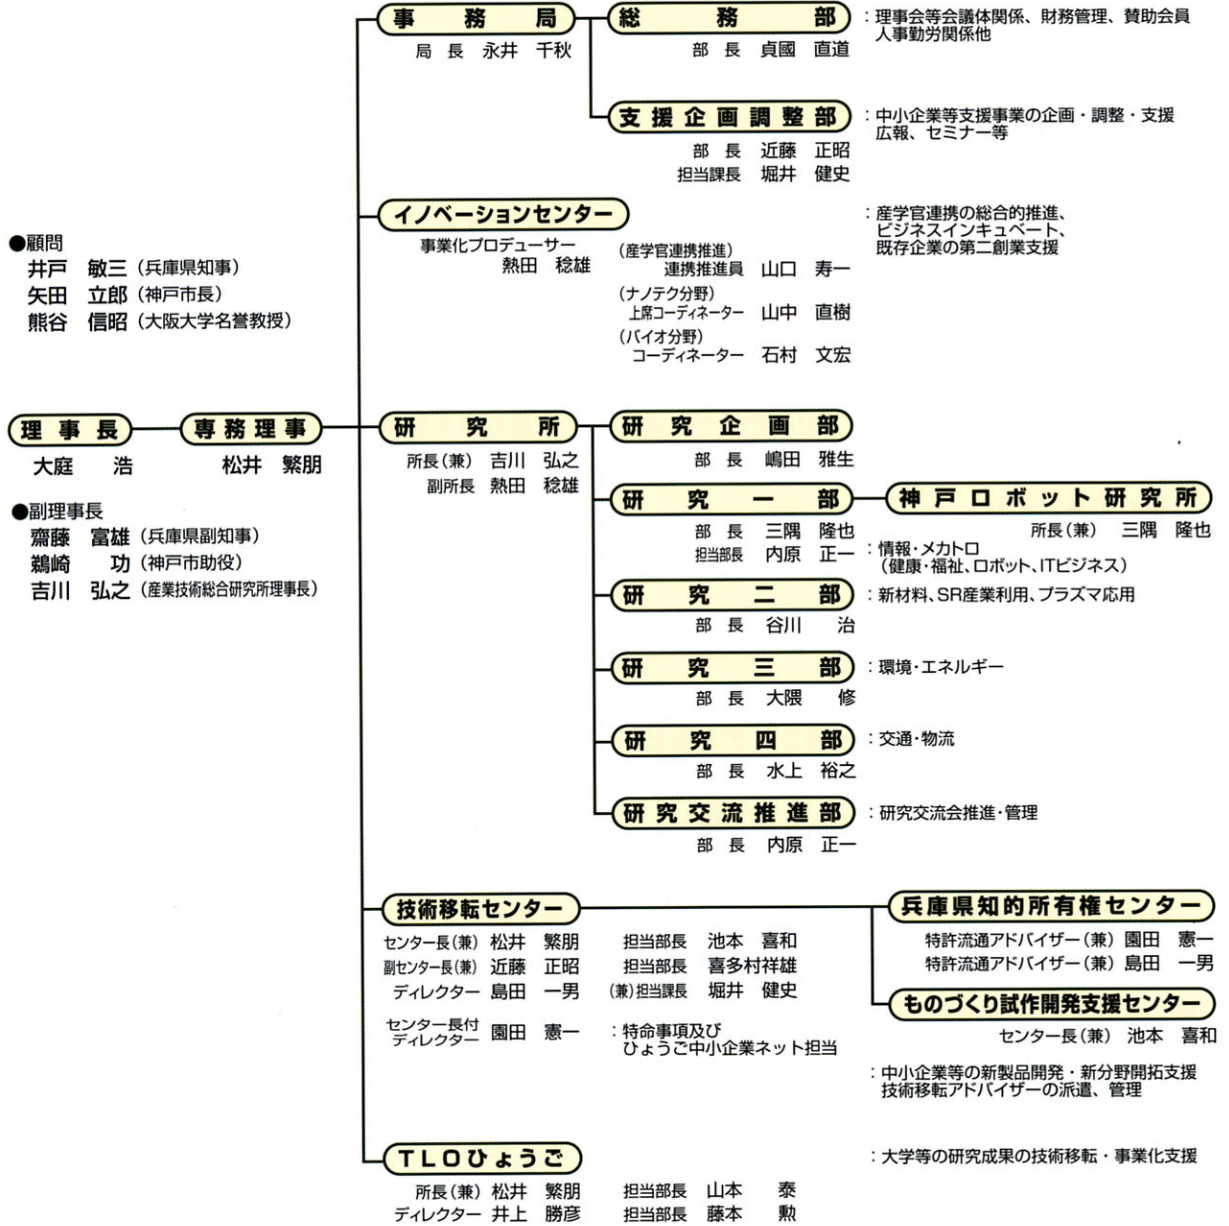 事務局
局長 永井 千秋
総務部
部長 貞國 直道
：理事会等会議体関係、財務管理、賛助会員
人事勤労関係他
支援企画調整部
部長 近藤 正昭
担当課長 堀井 健史
：中小企業等支援事業の企画・調整・支援
広報、セミナー等
イノベーションセンター
事業化プロデューサー
熱田 稔雄
(産学官連携推進)
連携推進員 山口 寿一
(ナノテク分野)
上席コーディネーター 山中 直樹
(バイオ分野)
コーディネーター 石村 文宏
：産学官連携の総合的推進、
ビジネスインキュベート、
既存企業の第二創業支援
●顧問
井戸 敏三（兵庫県知事）
矢田 立郎（神戸市長）
熊谷 信昭（大阪大学名誉教授）
理事長
大庭 浩
専務理事
松井 繁朋
●副理事長
齋藤 富雄（兵庫県副知事）
鵜崎 功（神戸市助役）
吉川 弘之（産業技術総合研究所理事長）
研究所
所長(兼) 吉川 弘之
副所長 熱田 稔雄
研究企画部
部長 嶋田 雅生
研究一部
部長 三隅 隆也
担当部長 内原 正一
：情報・メカトロ
（健康・福祉、ロボット、ITビジネス）
神戸ロボット研究所
所長(兼) 三隅 隆也
研究二部
部長 谷川 治
：新材料、SR産業利用、プラズマ応用
研究三部
部長 大隈 修
：環境・エネルギー
研究四部
部長 水上 裕之
：交通・物流
研究交流推進部
部長 内原 正一
：研究交流会推進・管理
技術移転センター
センター長(兼) 松井 繁朋 担当部長 池本 喜和
副センター長(兼) 近藤 正昭 担当部長 喜多村祥雄
ディレクター 島田 一男 (兼)担当課長 堀井 健史
センター長付
ディレクター 園田 憲一
：特命事項及び
ひょうご中小企業ネット担当
兵庫県知的所有権センター
特許流通アドバイザー(兼) 園田 憲一
特許流通アドバイザー(兼) 島田 一男
ものづくり試作開発支援センター
センター長(兼) 池本 喜和
：中小企業等の新製品開発・新分野開拓支援
技術移転アドバイザーの派遣、管理
TLOひょうご
所長(兼) 松井 繁朋 担当部長 山本 泰
ディレクター 井上 勝彦 担当部長 藤本 勲
：大学等の研究成果の技術移転・事業化支援